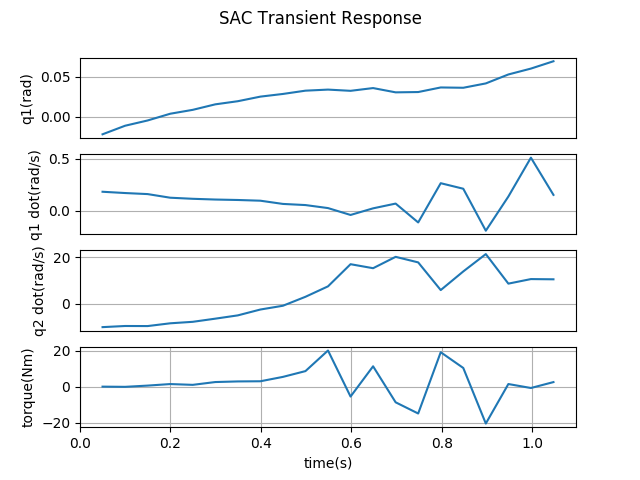 SAC Transient Response
q1(rad)
0.05
0.00
q1 dot(rad/s)
0.5
0.0
q2 dot(rad/s)
20
0
torque(Nm)
20
0
−20
0.0 0.2 0.4 0.6 0.8 1.0
time(s)